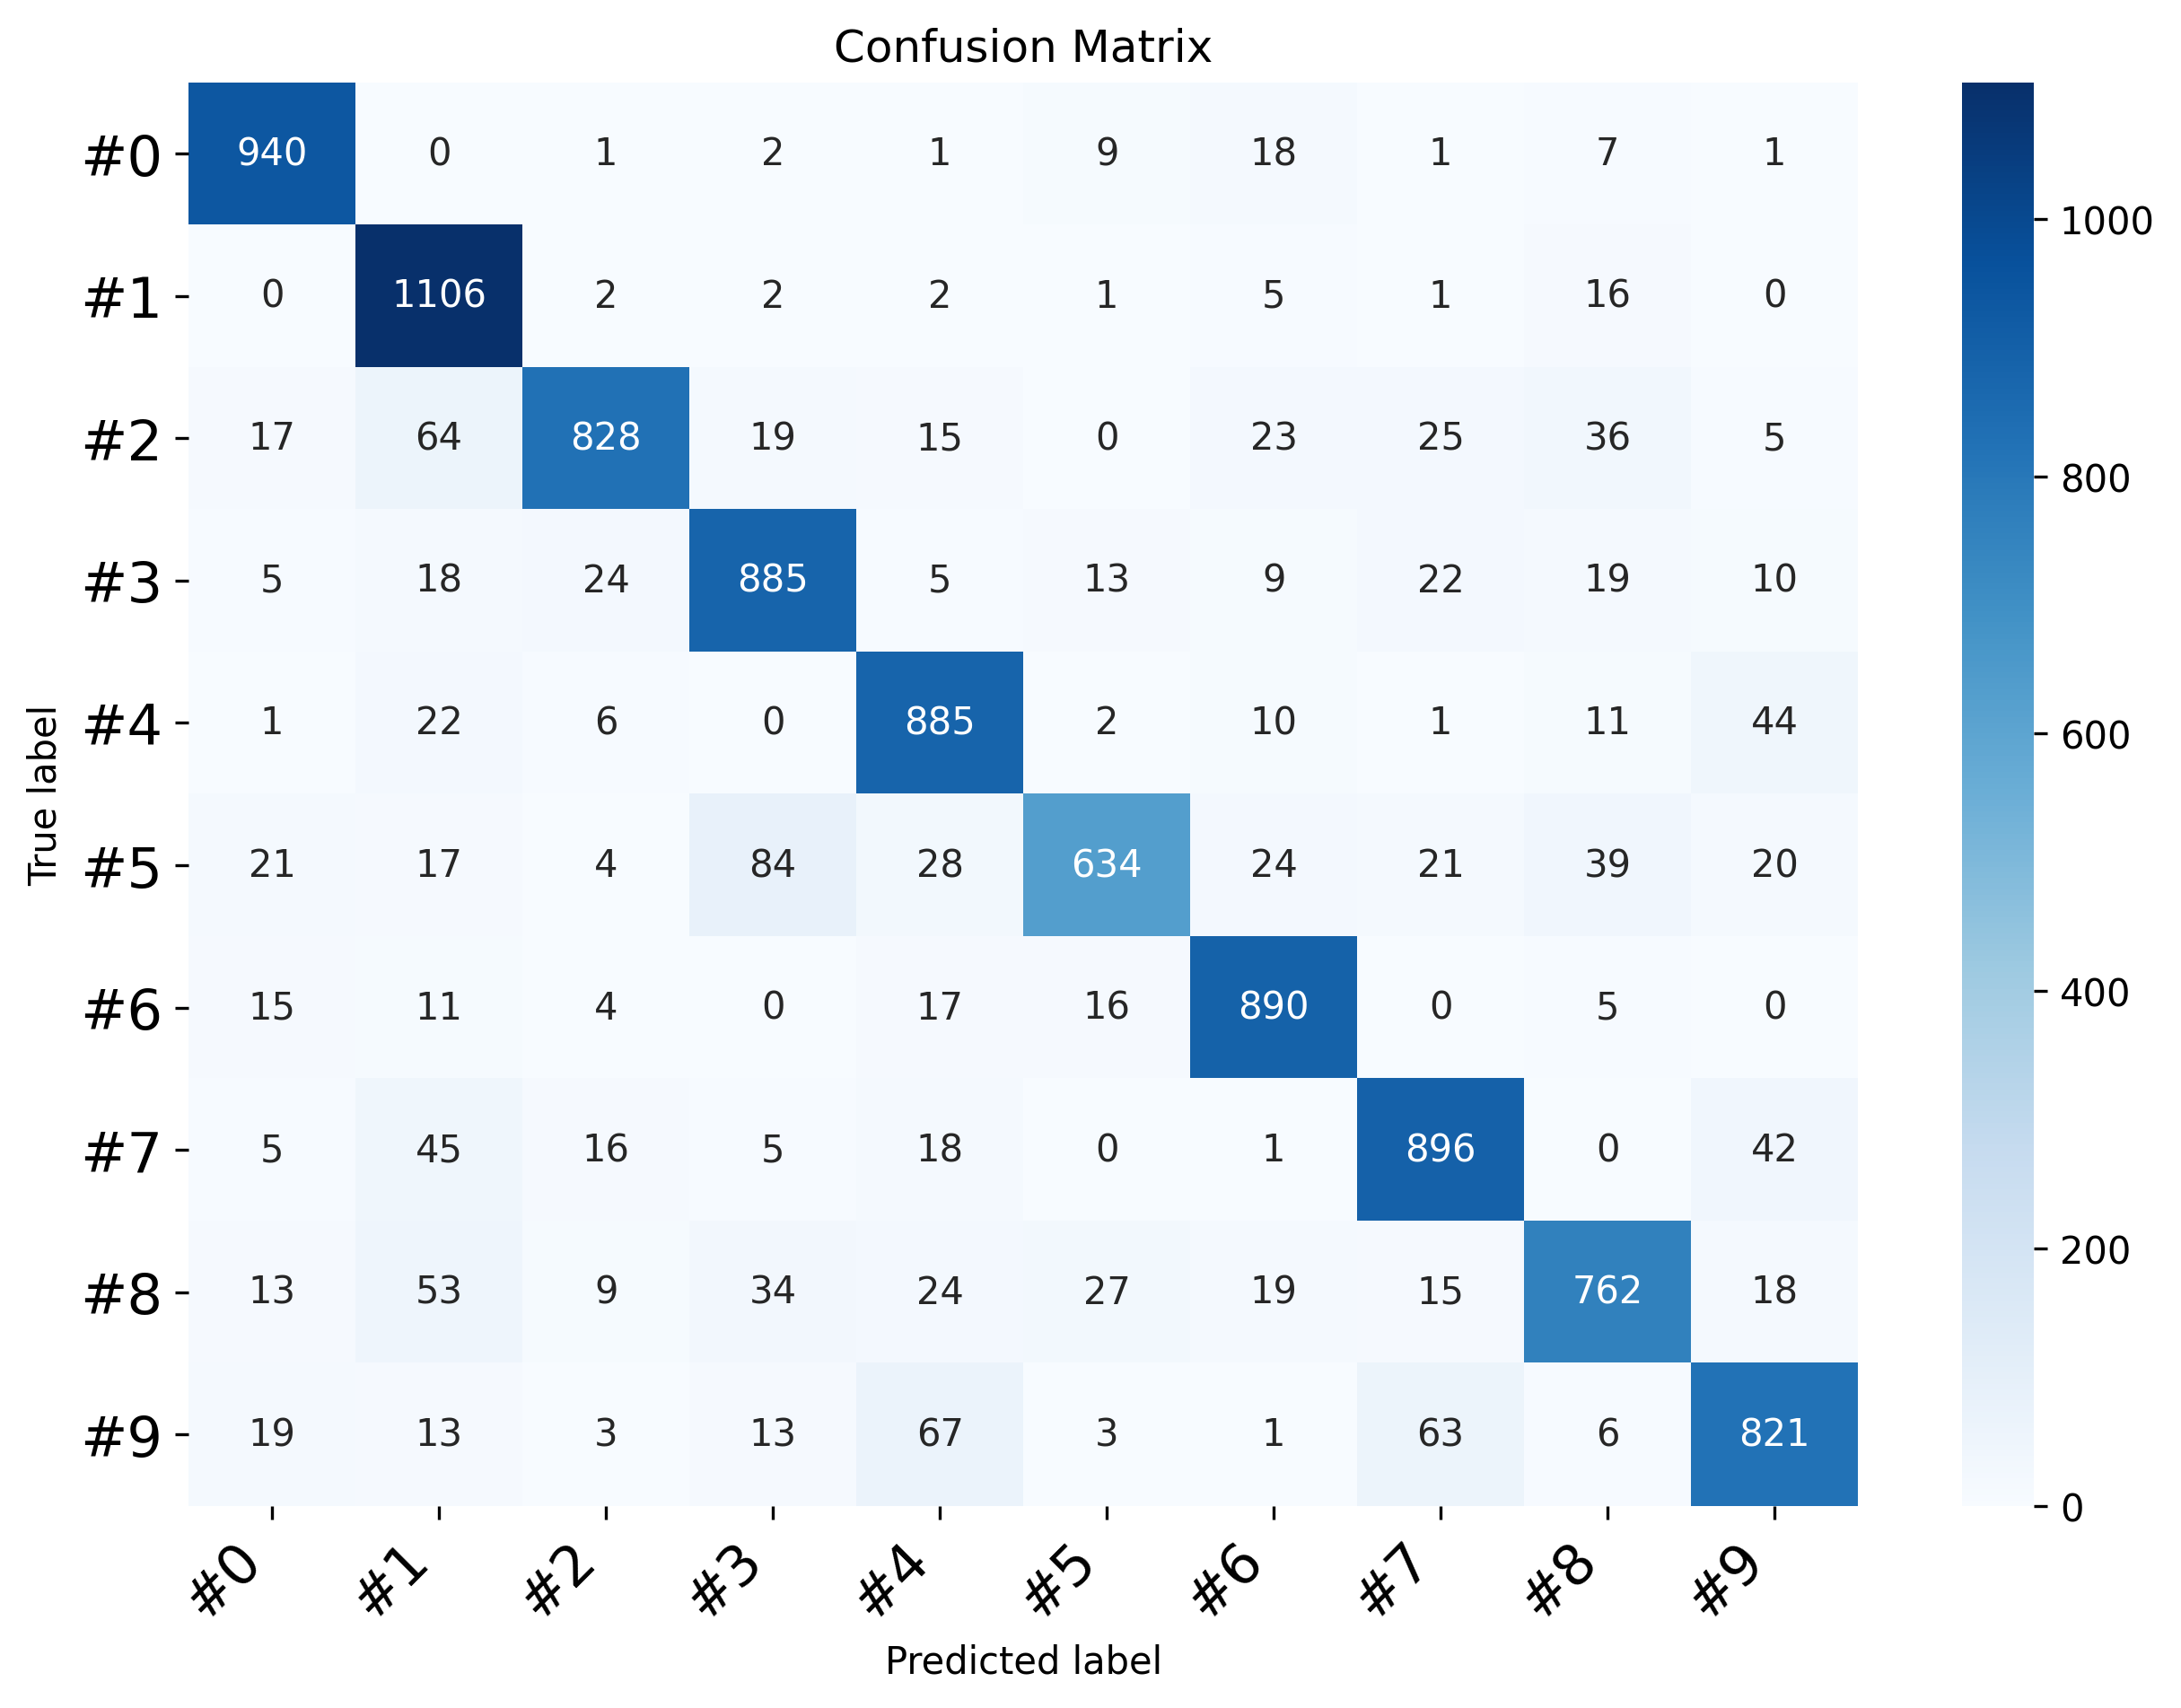 Confusion Matrix
#0 940 0 1 2 1 9 18 1 7 1
#1 0 1106 2 2 2 1 5 1 16 0
#2 17 64 828 19 15 0 23 25 36 5
#3 5 18 24 885 5 13 9 22 19 10
#4 1 22 6 0 885 2 10 1 11 44
#5 21 17 4 84 28 634 24 21 39 20
#6 15 11 4 0 17 16 890 0 5 0
#7 5 45 16 5 18 0 1 896 0 42
#8 13 53 9 34 24 27 19 15 762 18
#9 19 13 3 13 67 3 1 63 6 821
#0 #1 #2 #3 #4 #5 #6 #7 #8 #9
Predicted label
True label
1000
800
600
400
200
0